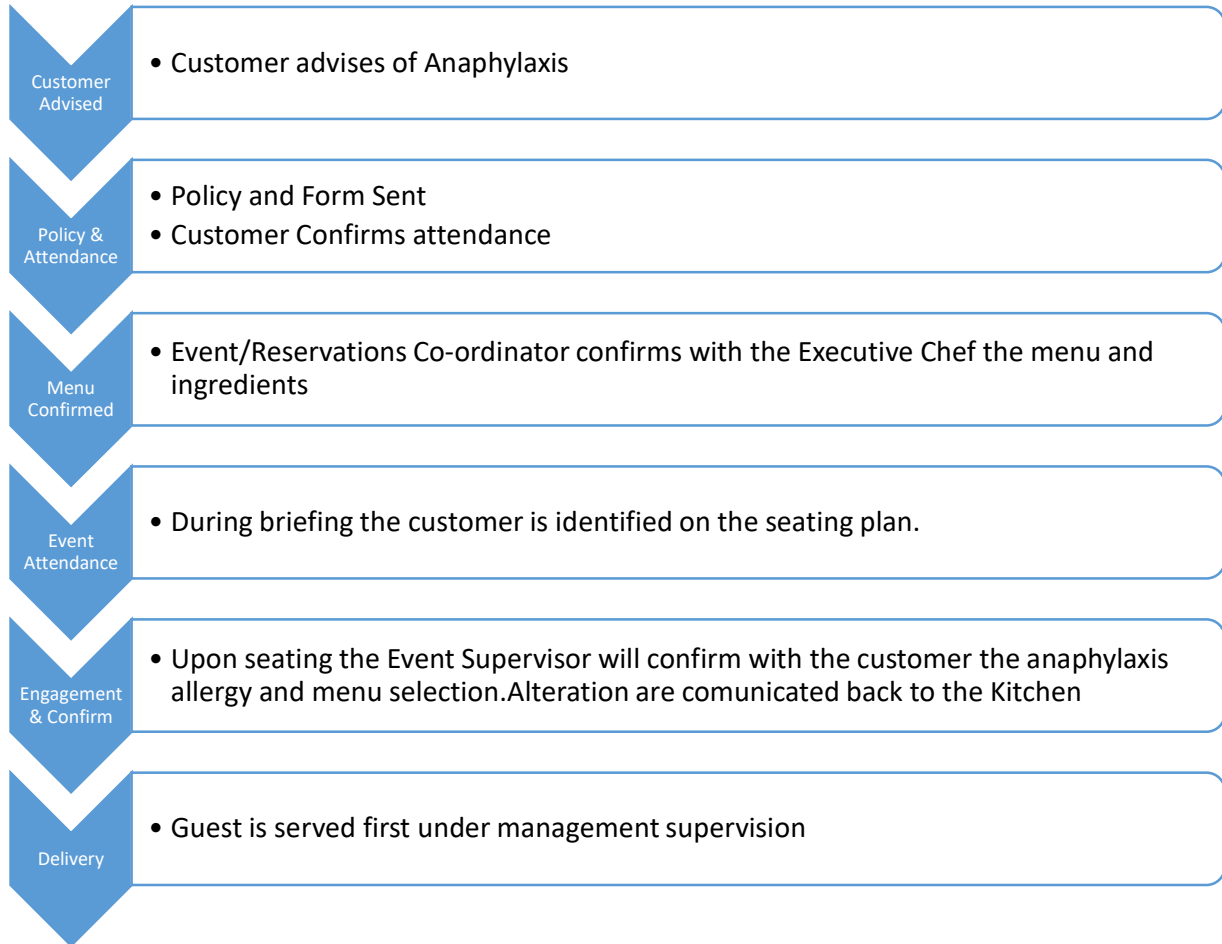 Customer
Advised
• Customer advises of Anaphylaxis
Policy &
Attendance
• Policy and Form Sent
• Customer Confirms attendance
Menu
Confirmed
• Event/Reservations Co-ordinator confirms with the Executive Chef the menu and
ingredients
Event
Attendance
• During briefing the customer is identified on the seating plan.
Engagement
& Confirm
• Upon seating the Event Supervisor will confirm with the customer the anaphylaxis
allergy and menu selection.Alteration are comunicated back to the Kitchen
Delivery
• Guest is served first under management supervision